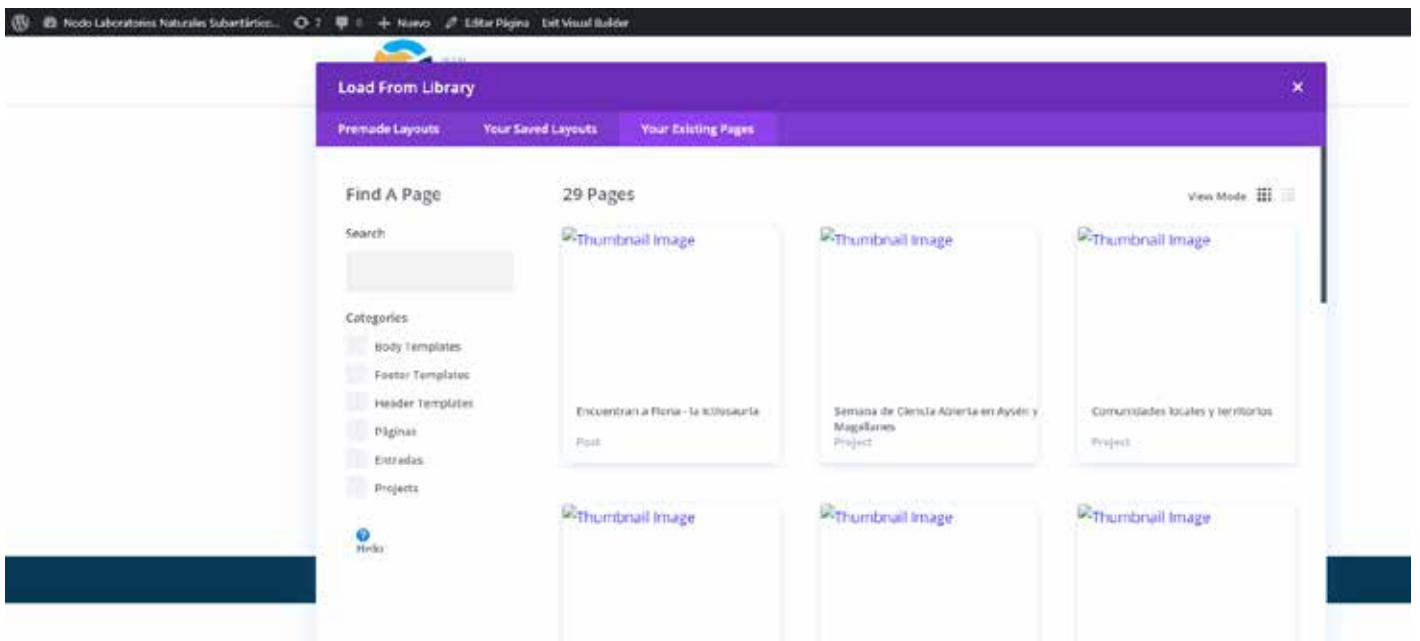 Nodo Laboratorios Naturales Subantártico... 7 0 + Nuevo Editar Página Exit Visual Builder
Load From Library
Premade Layouts Your Saved Layouts Your Existing Pages
Find A Page 29 Pages View Mode
Search
Thumbnail Image Thumbnail Image Thumbnail Image
Categories
Body Templates
Footer Templates
Header Templates
Páginas
Entradas
Projects
Encuentran a Fiona - la Ictiosauria
Post
Semana de Ciencia Abierta en Aysén y
Magallanes
Project
Comunidades locales y territorios
Project
Thumbnail Image Thumbnail Image Thumbnail Image
Hello